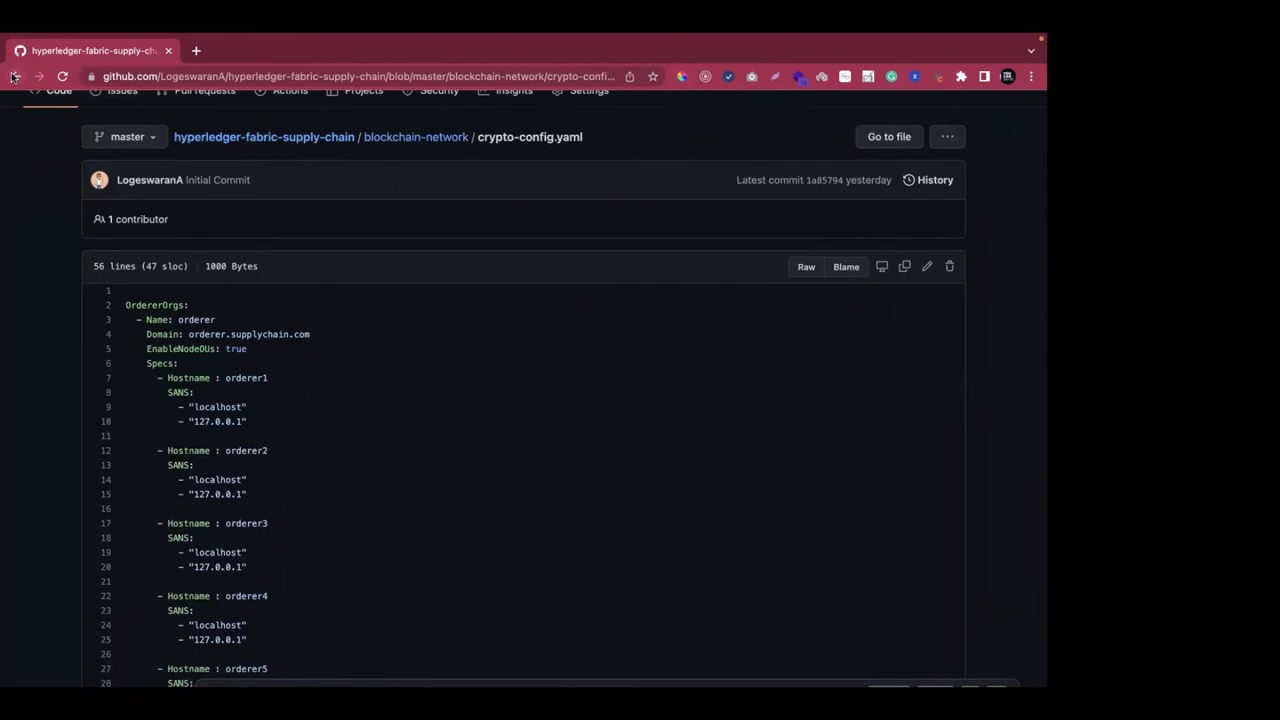 hyperledger-fabric-supply-ch
github.com/LogeswaranA/hyperledger-fabric-supply-chain/blob/master/blockchain-network/crypto-confi...
Code Issues Pull requests Actions Projects Security Insights Settings
master hyperledger-fabric-supply-chain / blockchain-network / crypto-config.yaml Go to file ...
LogeswaranA Initial Commit Latest commit 1a85794 yesterday History
1 contributor
56 lines (47 sloc) 1000 Bytes Raw Blame
1
2 OrdererOrgs:
3 - Name: orderer
4 Domain: orderer.supplychain.com
5 EnableNodeOUs: true
6 Specs:
7 - Hostname : orderer1
8 SANS:
9 - "localhost"
10 - "127.0.0.1"
11
12 - Hostname : orderer2
13 SANS:
14 - "localhost"
15 - "127.0.0.1"
16
17 - Hostname : orderer3
18 SANS:
19 - "localhost"
20 - "127.0.0.1"
21
22 - Hostname : orderer4
23 SANS:
24 - "localhost"
25 - "127.0.0.1"
26
27 - Hostname : orderer5
28 SANS: